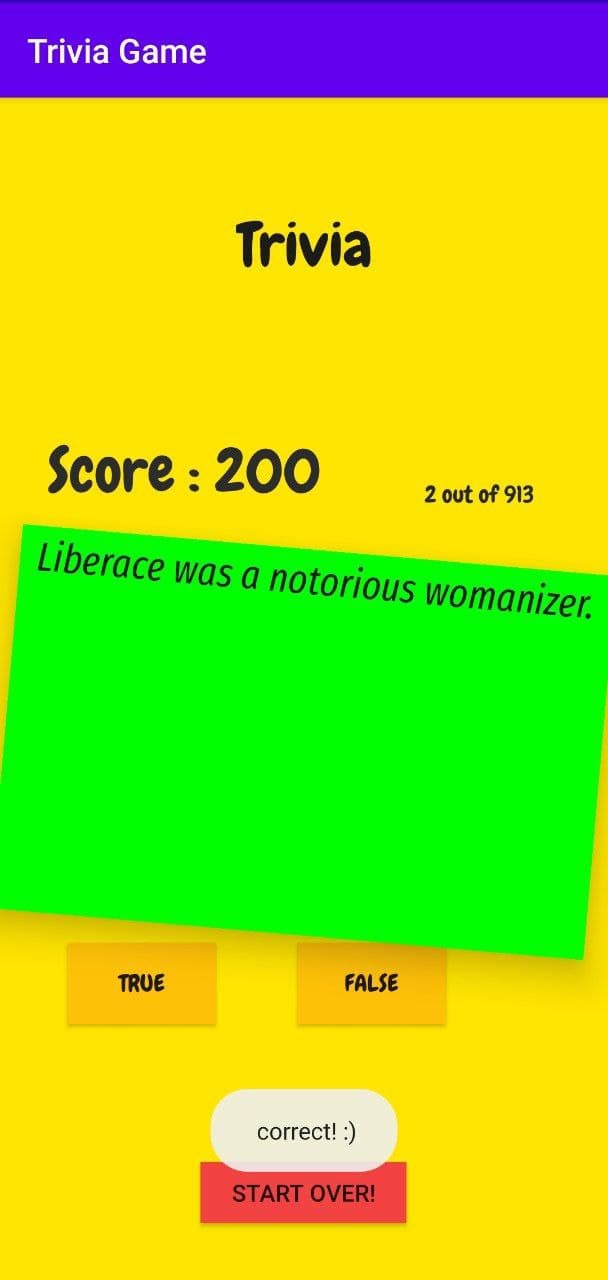 Trivia Game
Trivia
Score : 200
2 out of 913
Liberace was a notorious womanizer.
TRUE
FALSE
correct! :)
START OVER!